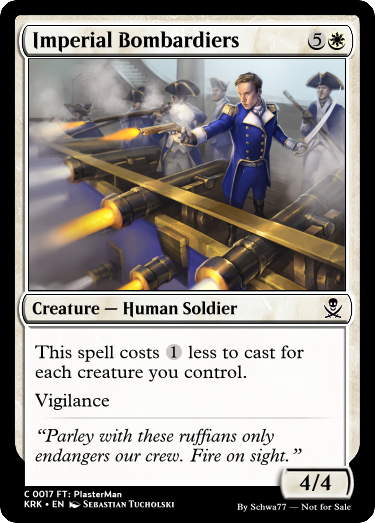 Imperial Bombardiers 5
Creature — Human Soldier
This spell costs 1 less to cast for
each creature you control.
Vigilance
“Parley with these ruffians only
endangers our crew. Fire on sight.”
4/4
C 0017 FT: PlasterMan
KRK • EN Sebastian Tucholski
By Schwa77 — Not for Sale